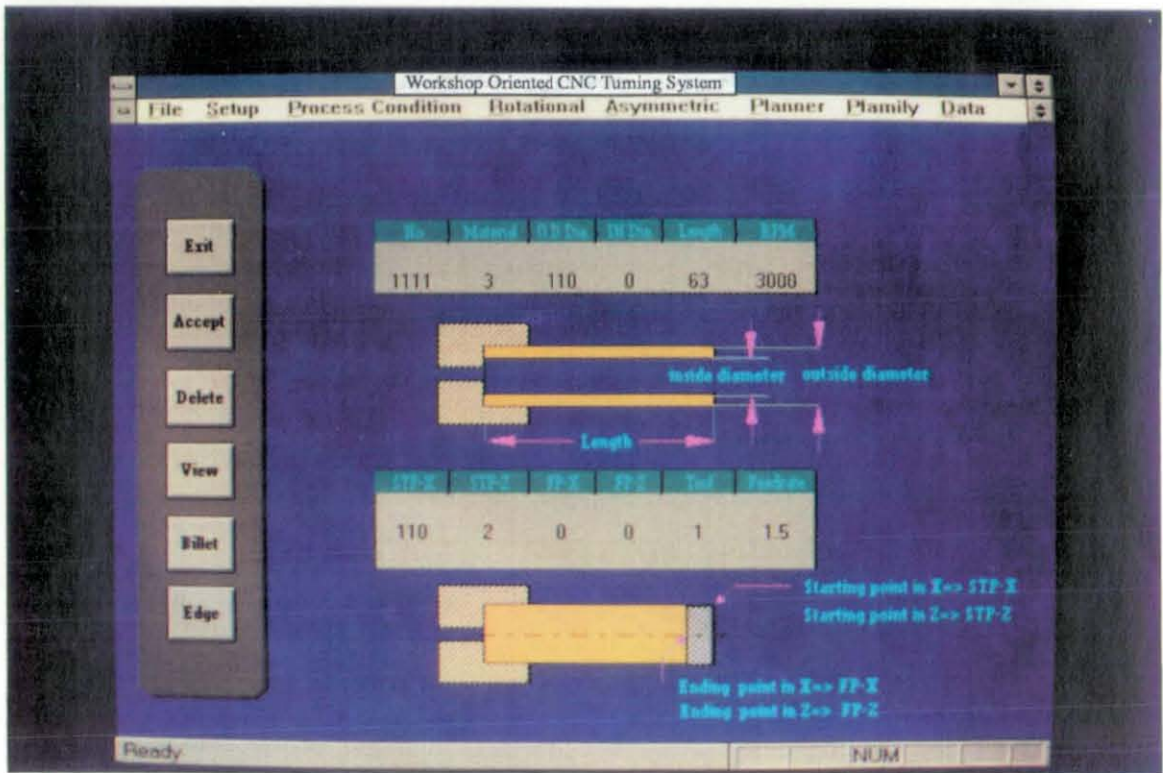 Workshop Oriented CNC Turning System
File Setup Process Condition Rotational Asymmetric Planner Plamily Data
Exit
Accept
Delete
View
Billet
Edge
No Material O.D Dia IN Dia Length RPM
1111 3 110 0 63 3000
inside diameter outside diameter
Length
STP-X STP-Z FP-X FP-Z Tool Feedrate
110 2 0 0 1 1.5
Starting point in X=> STP-X
Starting point in Z=> STP-Z
Ending point in X=> FP-X
Ending point in Z=> FP-Z
Ready NUM